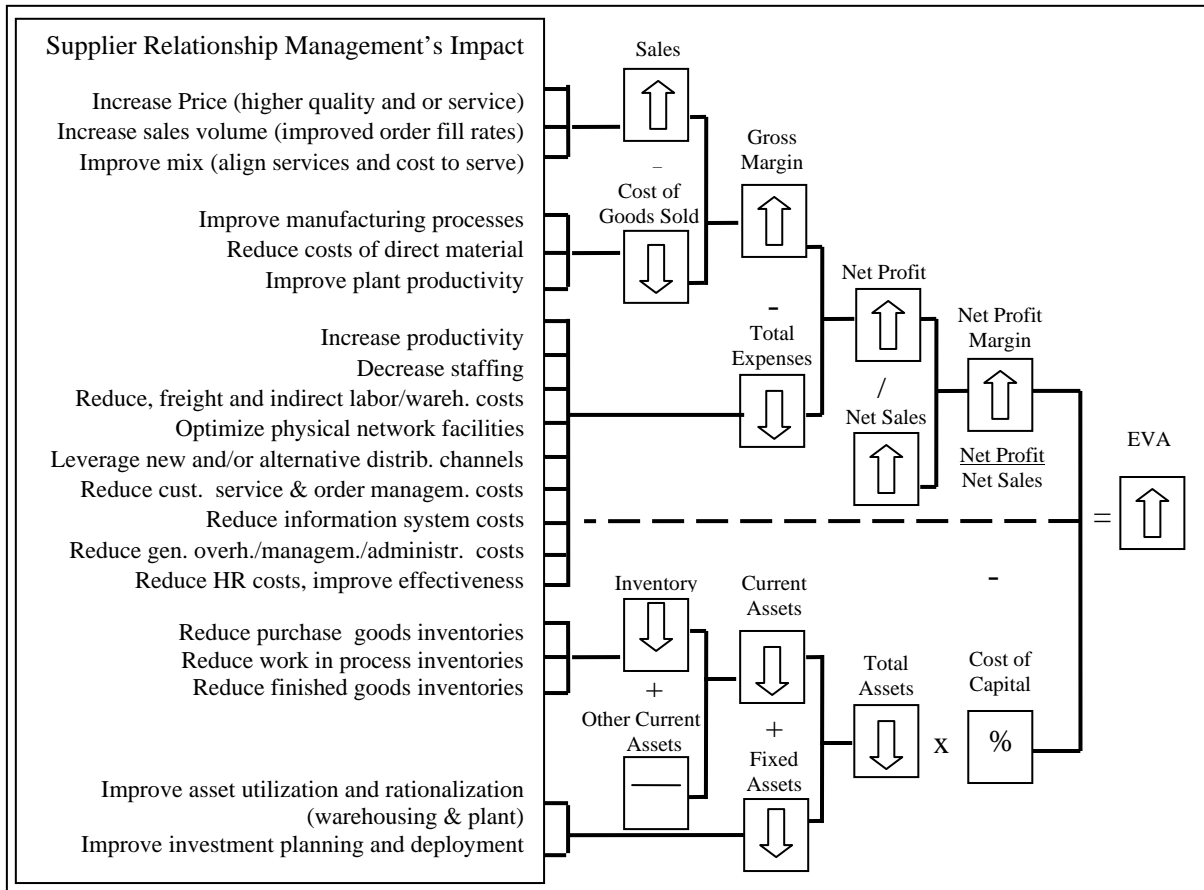 Supplier Relationship Management's Impact
Increase Price (higher quality and or service)
Increase sales volume (improved order fill rates)
Improve mix (align services and cost to serve)
Improve manufacturing processes
Reduce costs of direct material
Improve plant productivity
Increase productivity
Decrease staffing
Reduce, freight and indirect labor/wareh. costs
Optimize physical network facilities
Leverage new and/or alternative distrib. channels
Reduce cust. service & order managem. costs
Reduce information system costs
Reduce gen. overh./managem./administr. costs
Reduce HR costs, improve effectiveness
Reduce purchase goods inventories
Reduce work in process inventories
Reduce finished goods inventories
Improve asset utilization and rationalization
(warehousing & plant)
Improve investment planning and deployment
Sales
–
Cost of
Goods Sold
Gross
Margin
-
Total
Expenses
Net Profit
/
Net Sales
Net Profit
Margin
Net Profit
Net Sales
-
=
EVA
Inventory
+
Other Current
Assets
Current
Assets
+
Fixed
Assets
Total
Assets
x
Cost of
Capital
%